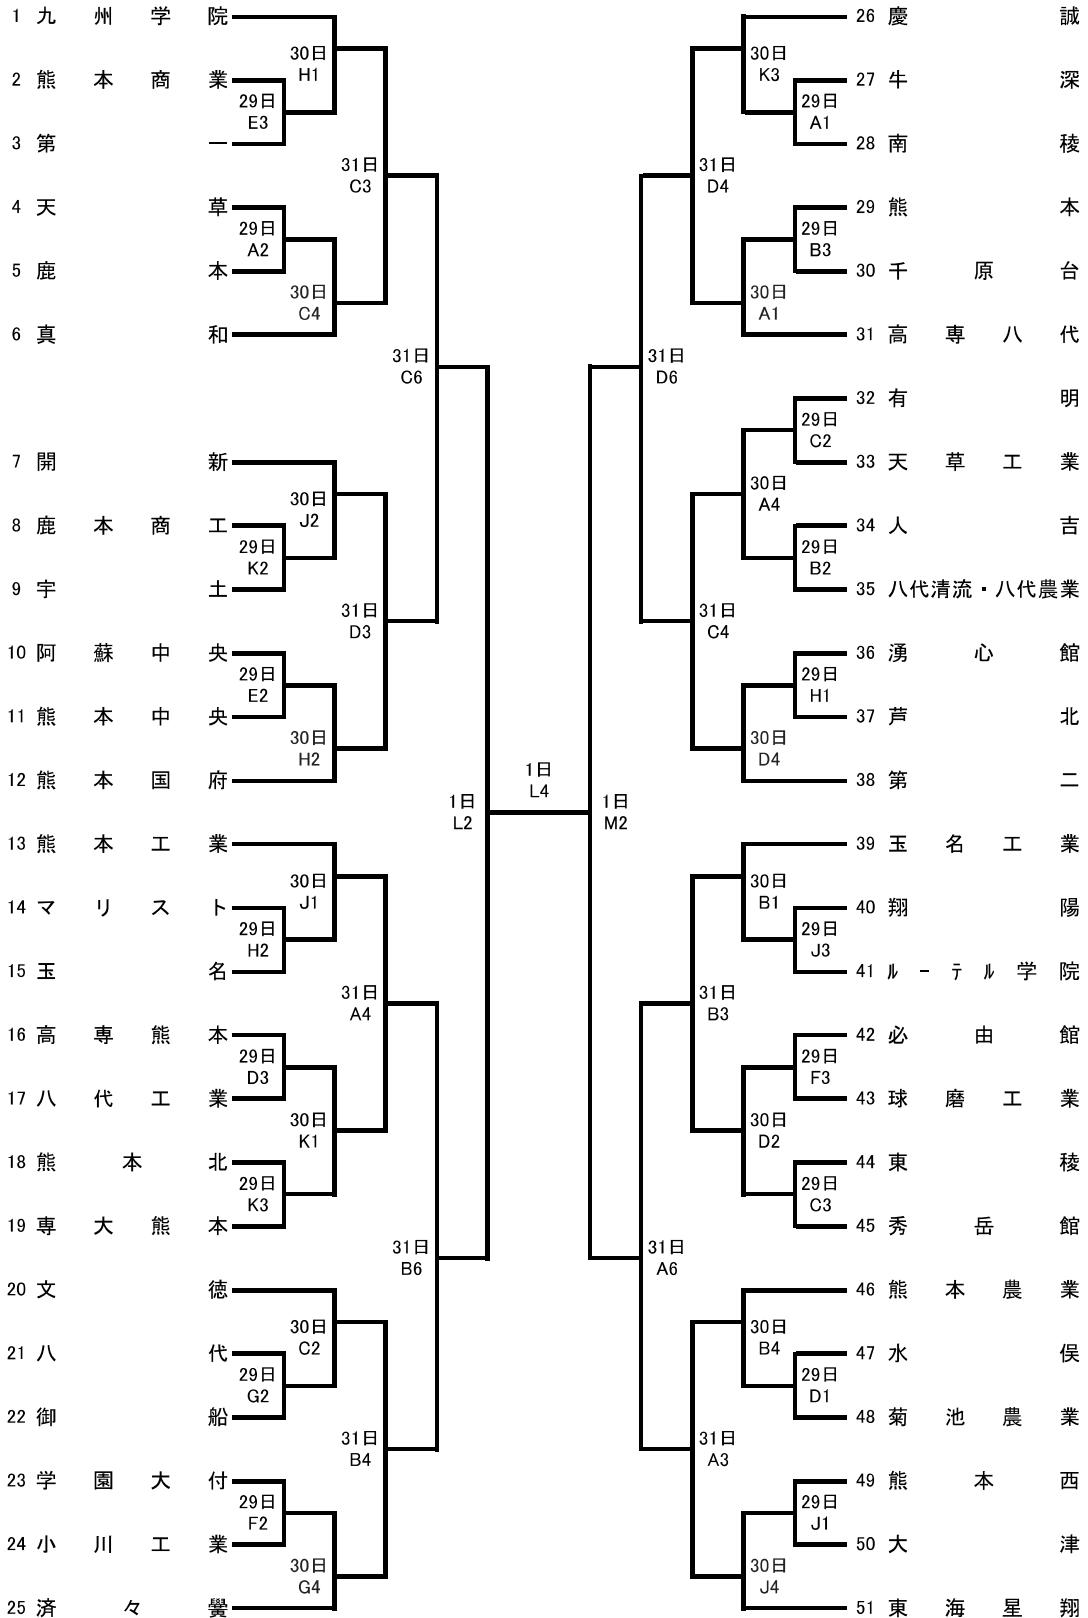 1 九州学院
30日
H1
2 熊本商業
29日
E3
3 第一
31日
C3
4 天草
29日
A2
5 鹿本
30日
C4
6 真和
31日
C6
7 開新
30日
J2
8 鹿本商工
29日
K2
9 宇土
31日
D3
10 阿蘇中央
29日
E2
11 熊本中央
30日
H2
12 熊本国府
1日
L2
13 熊本工業
30日
J1
14 マリスト
29日
H2
15 玉名
31日
A4
16 高専熊本
29日
D3
17 八代工業
30日
K1
18 熊本北
29日
K3
19 専大熊本
31日
B6
20 文徳
30日
C2
21 八代
29日
G2
22 御船
31日
B4
23 学園大付
29日
F2
24 小川工業
30日
G4
25 済々黌
1日
L4
26 慶誠
30日
K3
27 牛深
29日
A1
28 南稜
31日
D4
29 熊本
29日
B3
30 千原台
30日
A1
31 高専八代
31日
D6
32 有明
29日
C2
33 天草工業
30日
A4
34 人吉
29日
B2
35 八代清流・八代農業
31日
C4
36 湧心館
29日
H1
37 芦北
30日
D4
38 第二
1日
M2
39 玉名工業
30日
B1
40 翔陽
29日
J3
41 ﾙｰﾃﾙ学院
31日
B3
42 必由館
29日
F3
43 球磨工業
30日
D2
44 東稜
29日
C3
45 秀岳館
31日
A6
46 熊本農業
30日
B4
47 水俣
29日
D1
48 菊池農業
31日
A3
49 熊本西
29日
J1
50 大津
30日
J4
51 東海星翔